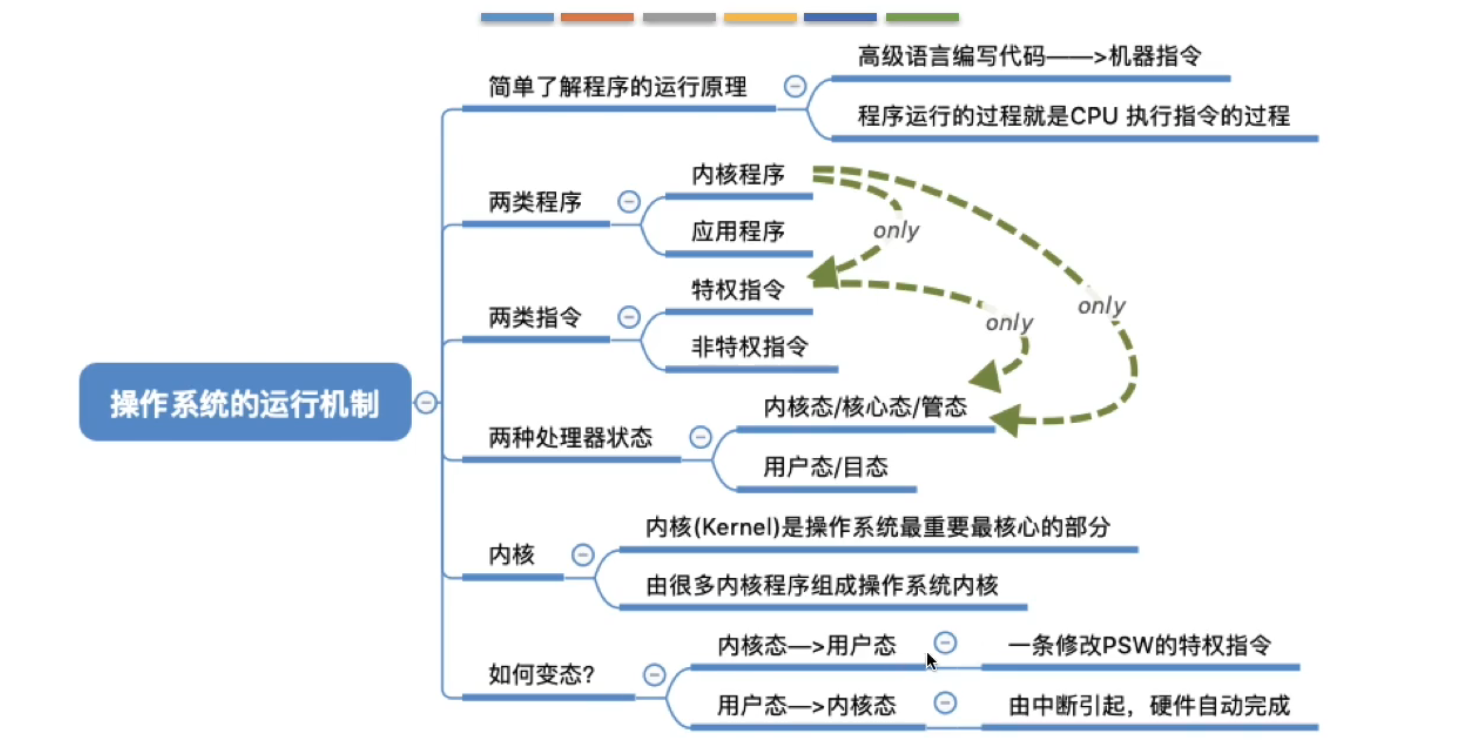 高级语言编写代码——>机器指令
简单了解程序的运行原理
程序运行的过程就是CPU 执行指令的过程
内核程序
两类程序
only
应用程序
特权指令
only
两类指令
only
非特权指令
操作系统的运行机制
内核态/核心态/管态
两种处理器状态
用户态/目态
内核(Kernel)是操作系统最重要最核心的部分
内核
由很多内核程序组成操作系统内核
内核态—>用户态
一条修改PSW的特权指令
如何变态?
用户态—>内核态
由中断引起，硬件自动完成